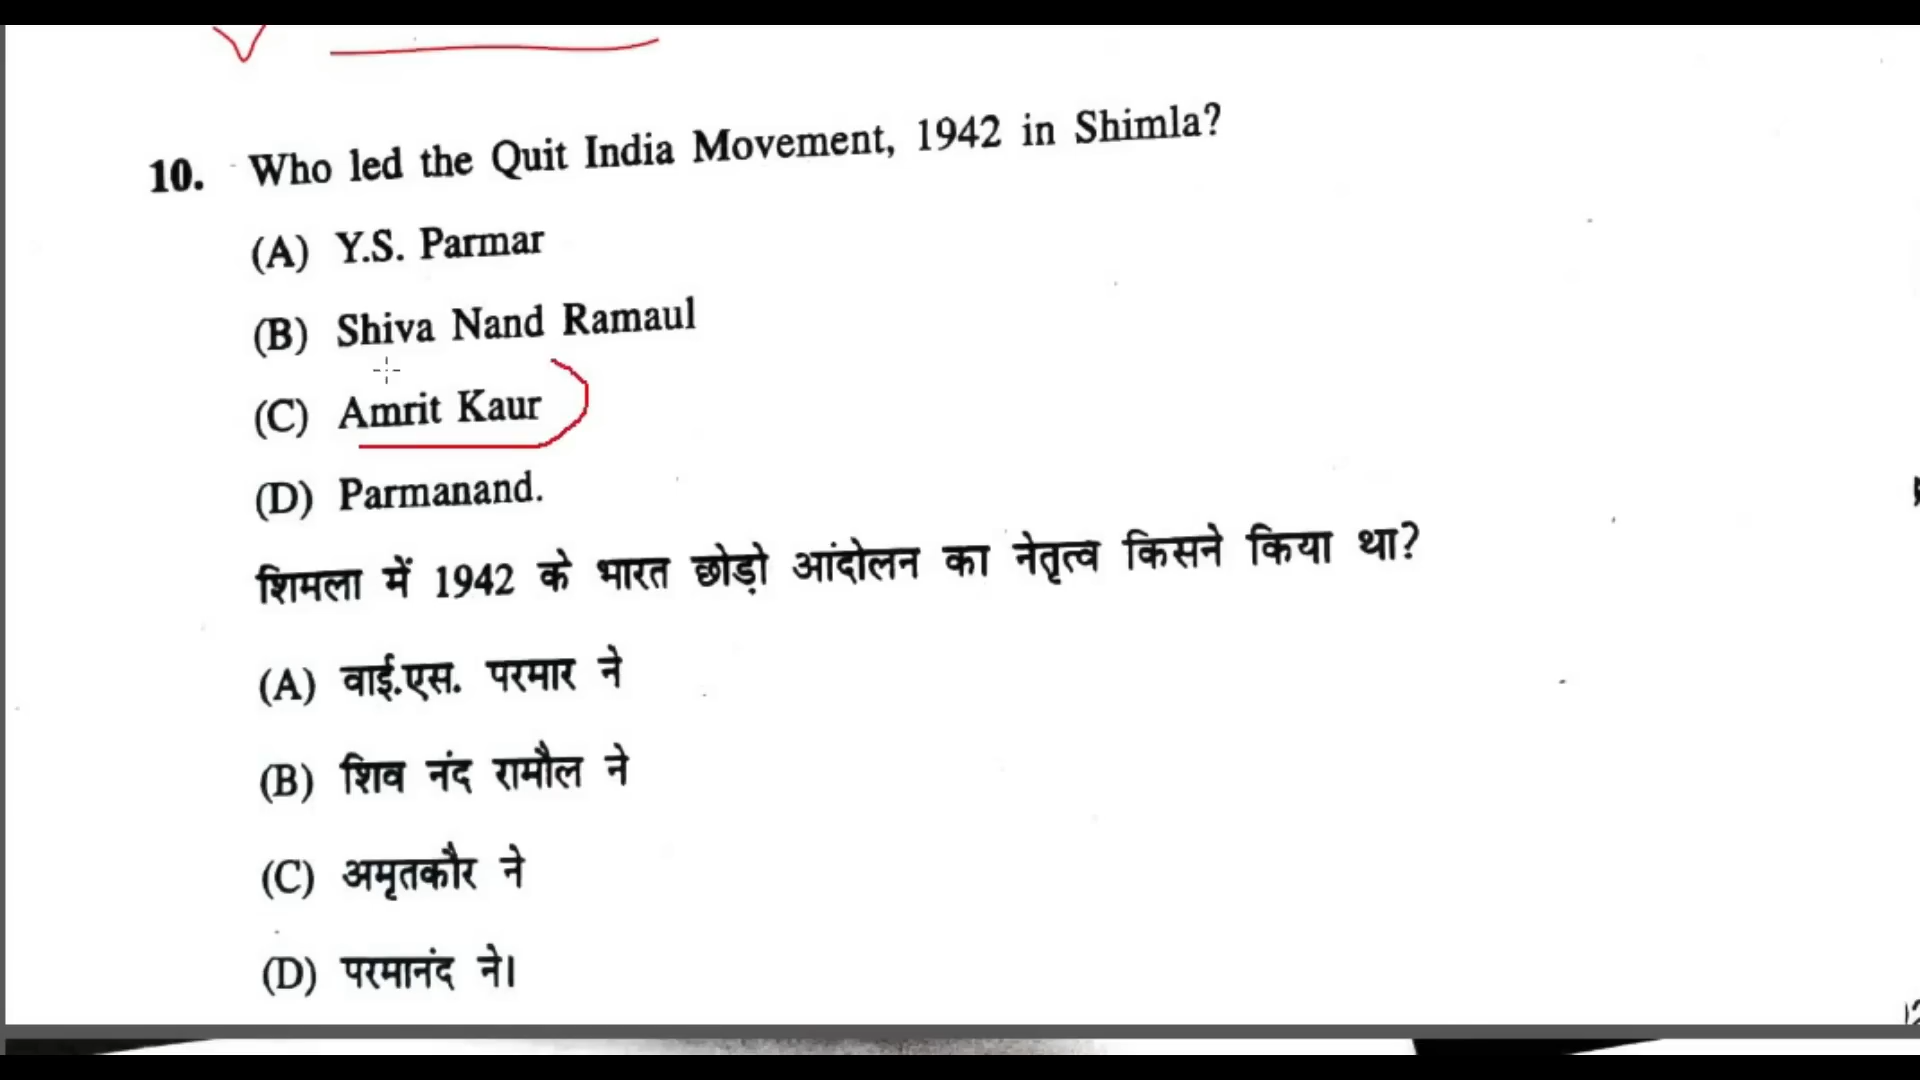 10. Who led the Quit India Movement, 1942 in Shimla?
(A) Y.S. Parmar
(B) Shiva Nand Ramaul
(C) Amrit Kaur
(D) Parmanand.
शिमला में 1942 के भारत छोड़ो आंदोलन का नेतृत्व किसने किया था?
(A) वाई.एस. परमार ने
(B) शिव नंद रामौल ने
(C) अमृतकौर ने
(D) परमानंद ने।